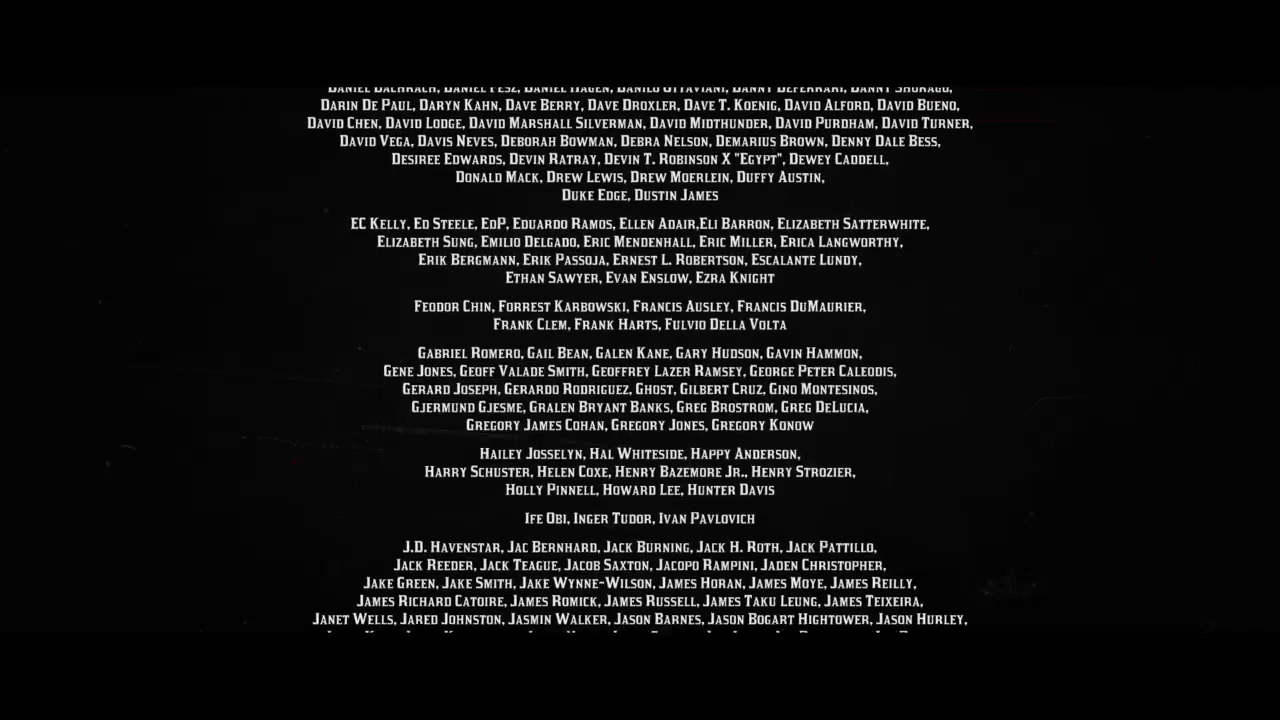 Daniel Bachrach, Daniel Pesz, Daniel Hagen, Danilo Ottaviani, Danny Deferrari, Danny Shorago,
Darin De Paul, Daryn Kahn, Dave Berry, Dave Droxler, Dave T. Koenig, David Alford, David Bueno,
David Chen, David Lodge, David Marshall Silverman, David Midthunder, David Purdham, David Turner,
David Vega, Davis Neves, Deborah Bowman, Debra Nelson, Demarius Brown, Denny Dale Bess,
Desiree Edwards, Devin Ratray, Devin T. Robinson X "Egypt", Dewey Caddell,
Donald Mack, Drew Lewis, Drew Moerlein, Duffy Austin,
Duke Edge, Dustin James
EC Kelly, Ed Steele, EdP, Eduardo Ramos, Ellen Adair,Eli Barron, Elizabeth Satterwhite,
Elizabeth Sung, Emilio Delgado, Eric Mendenhall, Eric Miller, Erica Langworthy,
Erik Bergmann, Erik Passoja, Ernest L. Robertson, Escalante Lundy,
Ethan Sawyer, Evan Enslow, Ezra Knight
Feodor Chin, Forrest Karbowski, Francis Ausley, Francis DuMaurier,
Frank Clem, Frank Harts, Fulvio Della Volta
Gabriel Romero, Gail Bean, Galen Kane, Gary Hudson, Gavin Hammon,
Gene Jones, Geoff Valade Smith, Geoffrey Lazer Ramsey, George Peter Caleodis,
Gerard Joseph, Gerardo Rodriguez, Ghost, Gilbert Cruz, Gino Montesinos,
Gjermund Gjesme, Gralen Bryant Banks, Greg Brostrom, Greg DeLucia,
Gregory James Cohan, Gregory Jones, Gregory Konow
Hailey Josselyn, Hal Whiteside, Happy Anderson,
Harry Schuster, Helen Coxe, Henry Bazemore Jr., Henry Strozier,
Holly Pinnell, Howard Lee, Hunter Davis
Ife Obi, Inger Tudor, Ivan Pavlovich
J.D. Havenstar, Jac Bernhard, Jack Burning, Jack H. Roth, Jack Pattillo,
Jack Reeder, Jack Teague, Jacob Saxton, Jacopo Rampini, Jaden Christopher,
Jake Green, Jake Smith, Jake Wynne-Wilson, James Horan, James Moye, James Reilly,
James Richard Catoire, James Romick, James Russell, James Taku Leung, James Teixeira,
Janet Wells, Jared Johnston, Jasmin Walker, Jason Barnes, Jason Bogart Hightower, Jason Hurley,